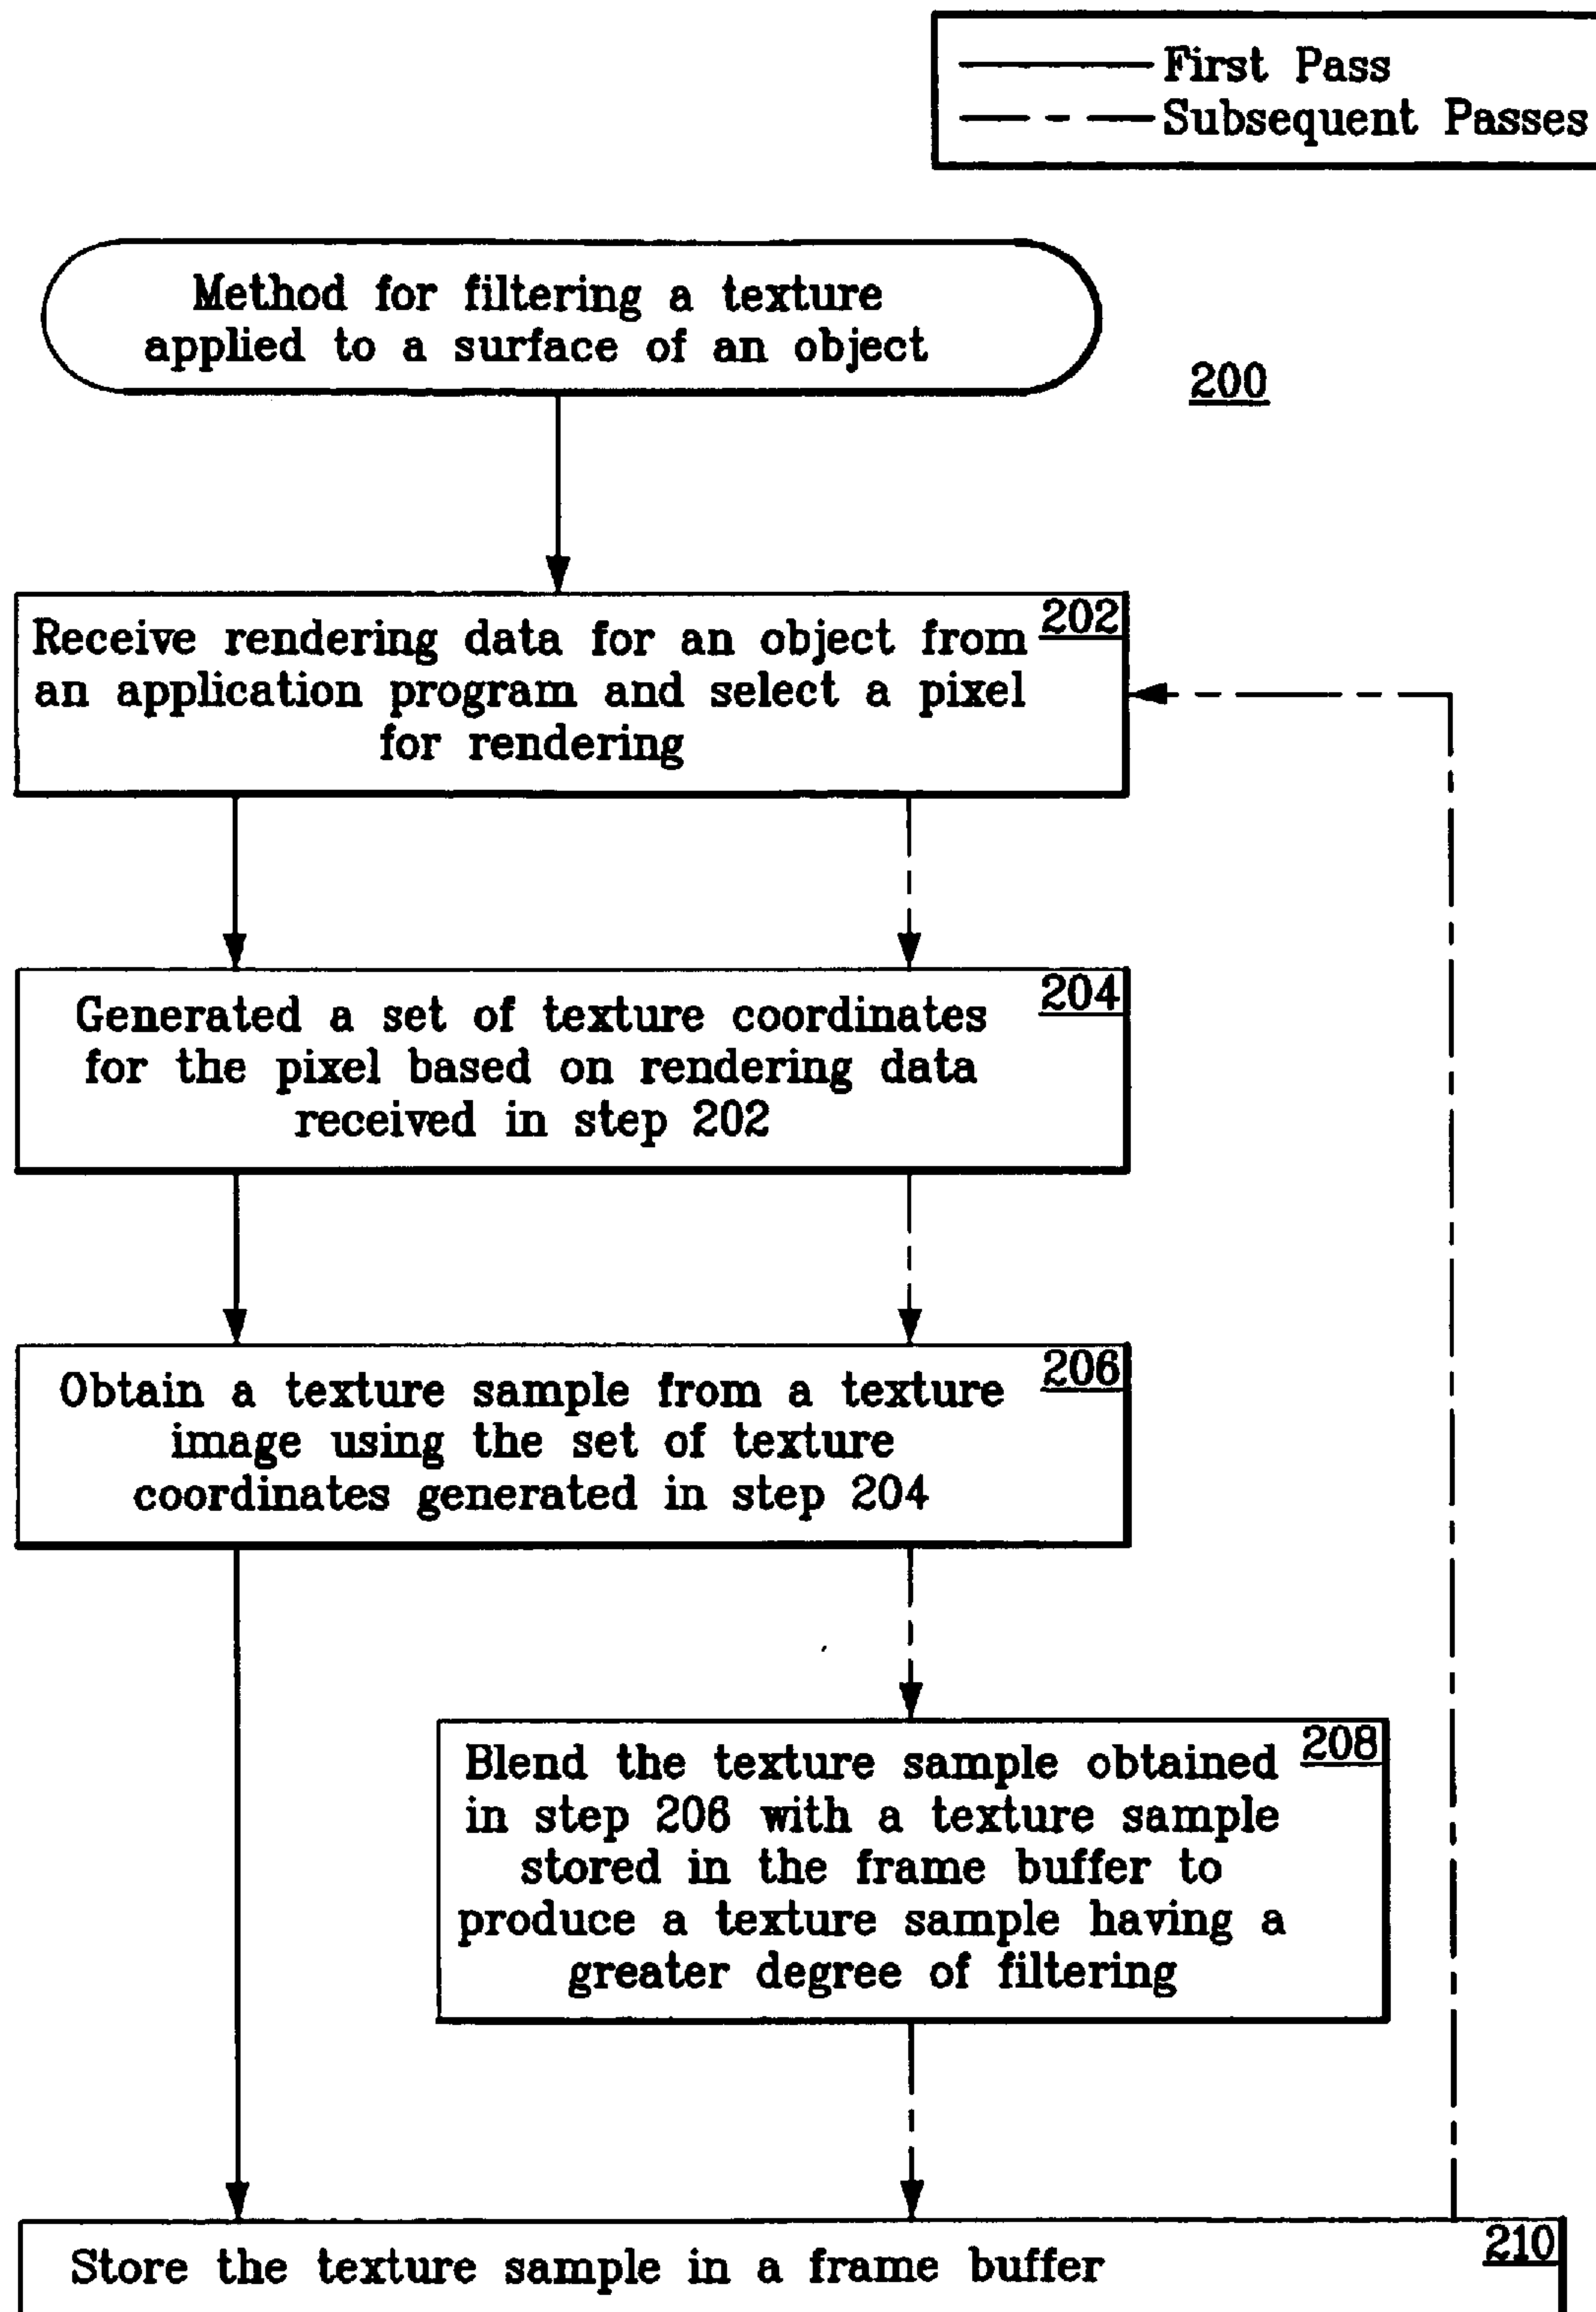 First Pass
Subsequent Passes
Method for filtering a texture
applied to a surface of an object
200
202
Receive rendering data for an object from
an application program and select a pixel
for rendering
204
Generated a set of texture coordinates
for the pixel based on rendering data
received in step 202
206
Obtain a texture sample from a texture
image using the set of texture
coordinates generated in step 204
208
Blend the texture sample obtained
in step 206 with a texture sample
stored in the frame buffer to
produce a texture sample having a
greater degree of filtering
210
Store the texture sample in a frame buffer